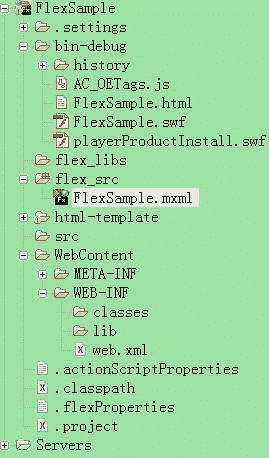 FlexSample
.settings
bin-debug
history
AC_OETags.js
FlexSample.html
FlexSample.swf
playerProductInstall.swf
flex_libs
flex_src
FlexSample.mxml
html-template
src
WebContent
META-INF
WEB-INF
classes
lib
web.xml
.actionScriptProperties
.classpath
.flexProperties
.project
Servers